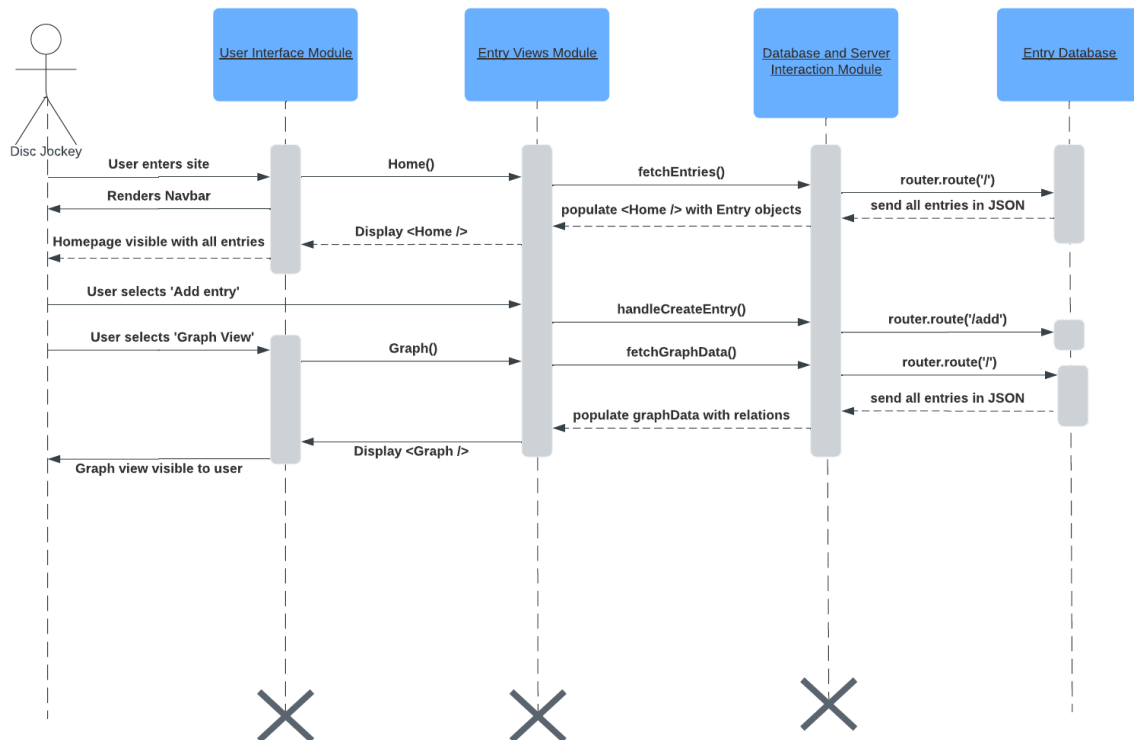 User Interface Module
Entry Views Module
Database and Server
Interaction Module
Entry Database
Disc Jockey
User enters site
Home()
fetchEntries()
router.route('/')
Renders Navbar
send all entries in JSON
populate <Home /> with Entry objects
Display <Home />
Homepage visible with all entries
User selects 'Add entry'
handleCreateEntry()
router.route('/add')
User selects 'Graph View'
Graph()
fetchGraphData()
router.route('/')
send all entries in JSON
populate graphData with relations
Display <Graph />
Graph view visible to user